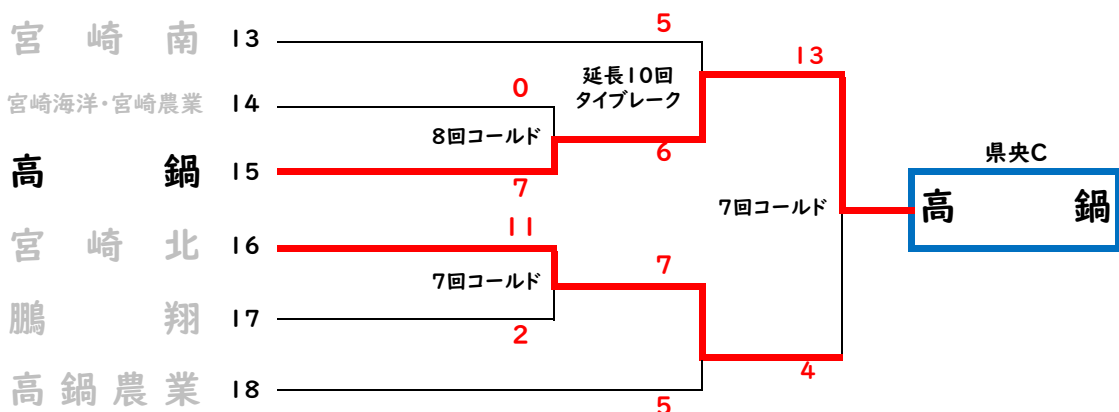 宮崎南 13
5
13
延長10回
タイブレーク
宮崎海洋・宮崎農業 14
0
8回コールド
6
県央C
高鍋 15
7
7回コールド
高鍋
宮崎北 16
11
7
7回コールド
鵬翔 17
2
4
高鍋農業 18
5